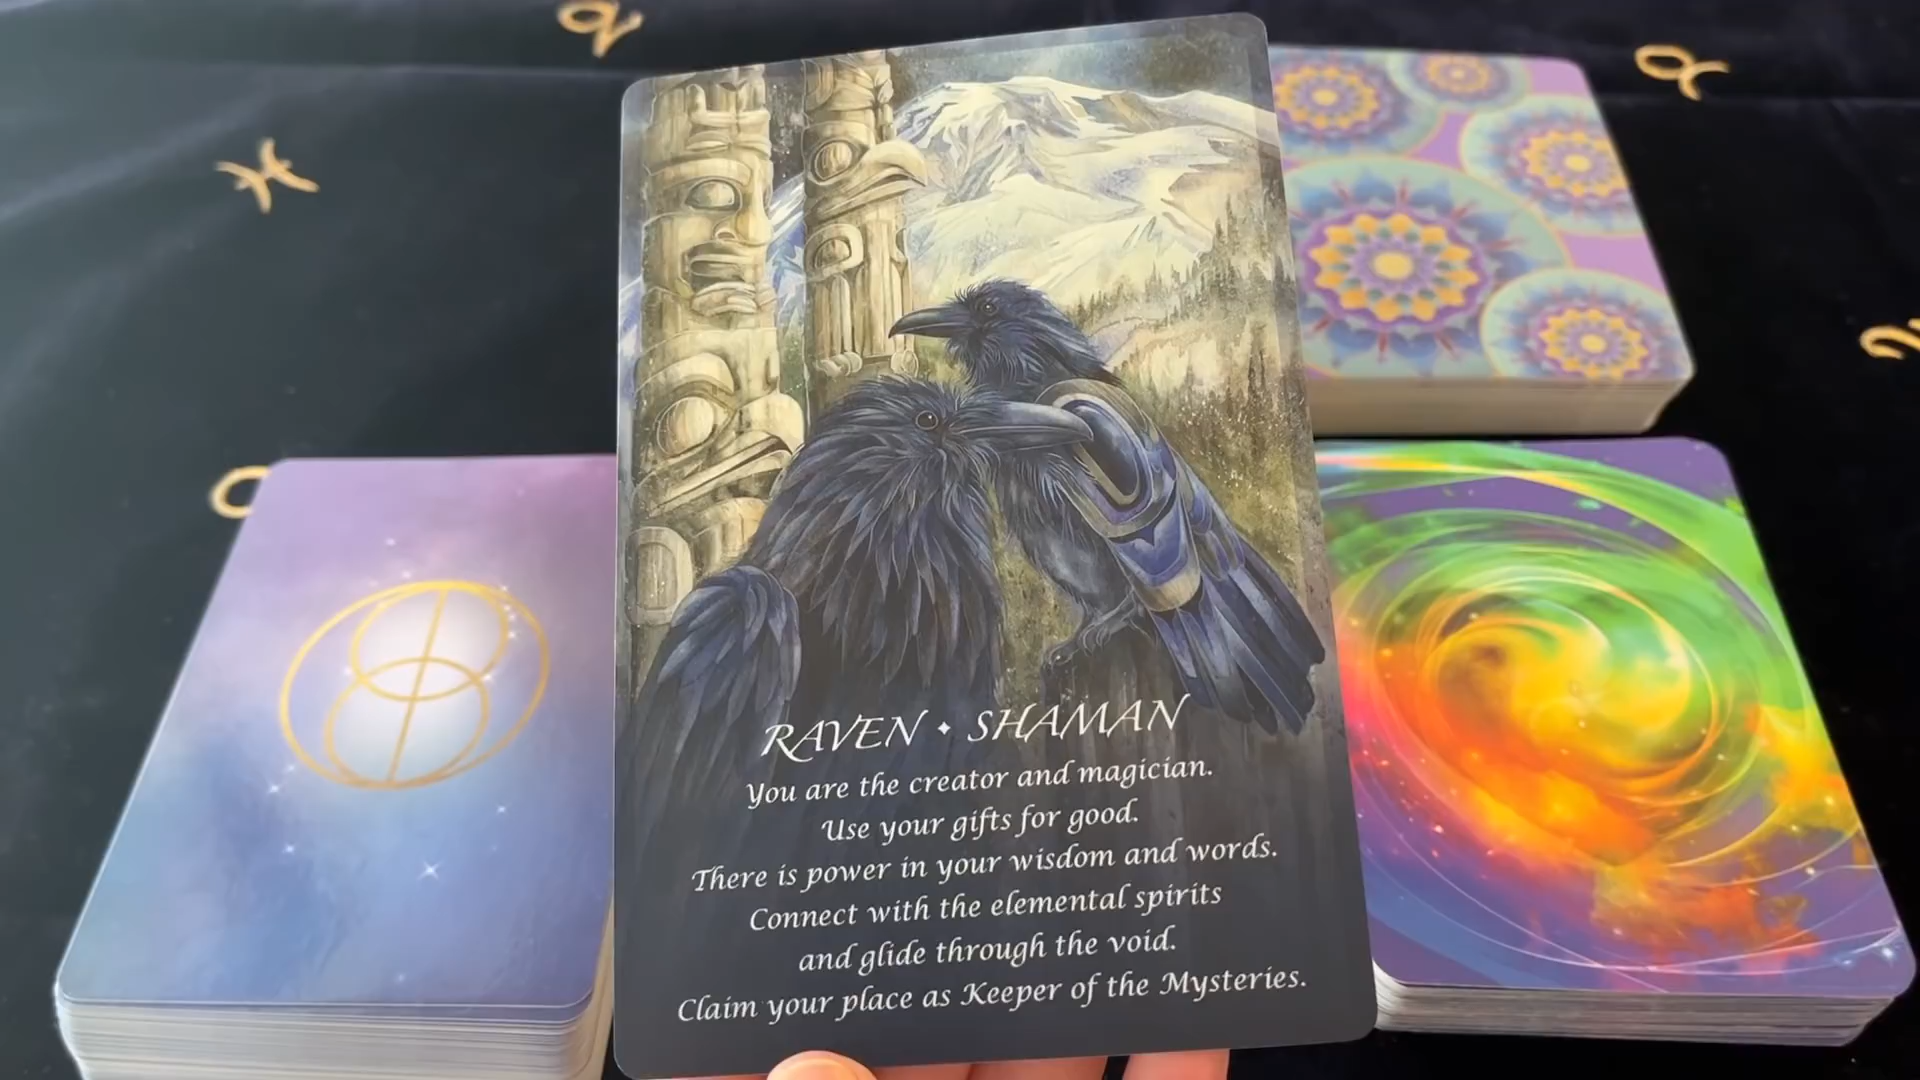 RAVEN ✦ SHAMAN
You are the creator and magician.
Use your gifts for good.
There is power in your wisdom and words.
Connect with the elemental spirits
and glide through the void.
Claim your place as Keeper of the Mysteries.